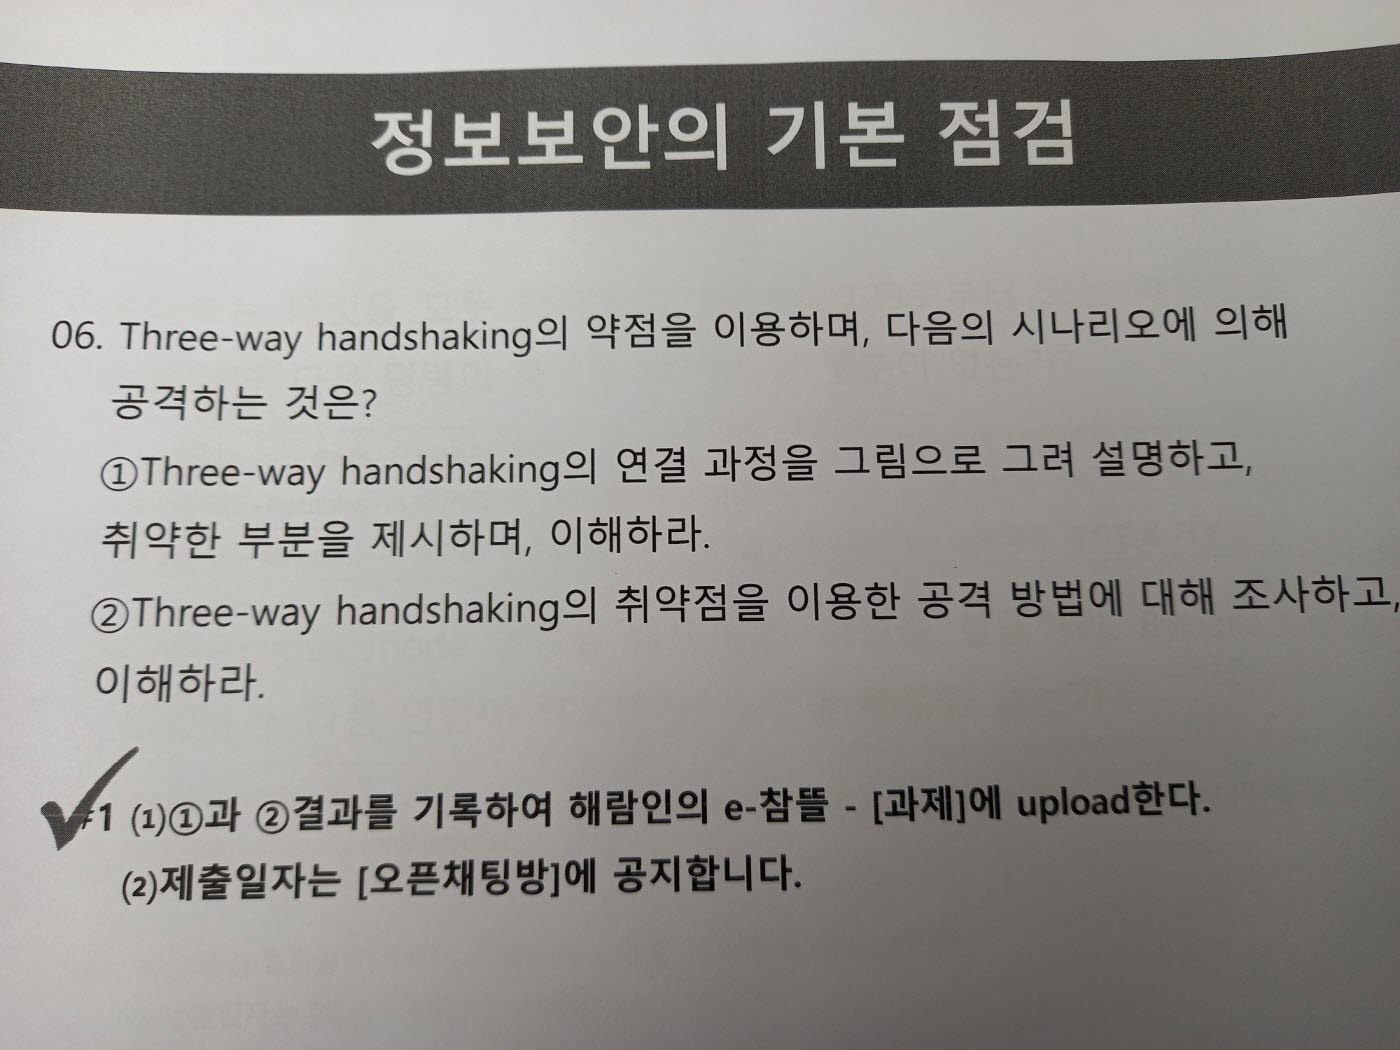 정보보안의 기본 점검
06. Three-way handshaking의 약점을 이용하며, 다음의 시나리오에 의해
공격하는 것은?
①Three-way handshaking의 연결 과정을 그림으로 그려 설명하고,
취약한 부분을 제시하며, 이해하라.
②Three-way handshaking의 취약점을 이용한 공격 방법에 대해 조사하고,
이해하라.
#1 (1)①과 ②결과를 기록하여 해람인의 e-참뜰 - [과제]에 upload한다.
(2)제출일자는 [오픈채팅방]에 공지합니다.